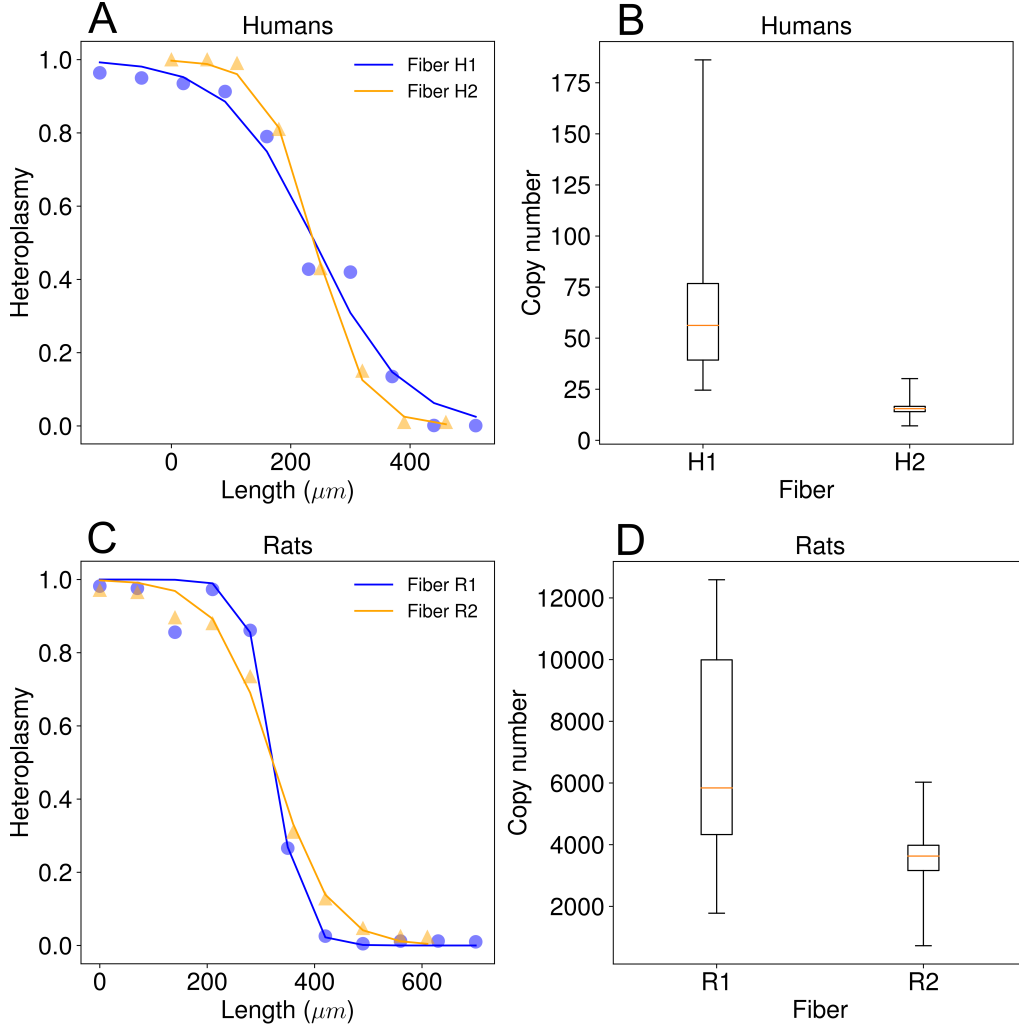 A
Humans
1.0
0.8
0.6
0.4
0.2
0.0
Heteroplasmy
Fiber H1
Fiber H2
0
200
400
Length (μm)
B
Humans
175
150
125
100
75
50
25
0
Copy number
H1
H2
Fiber
C
Rats
1.0
0.8
0.6
0.4
0.2
0.0
Heteroplasmy
Fiber R1
Fiber R2
0
200
400
600
Length (μm)
D
Rats
12000
10000
8000
6000
4000
2000
Copy number
R1
R2
Fiber